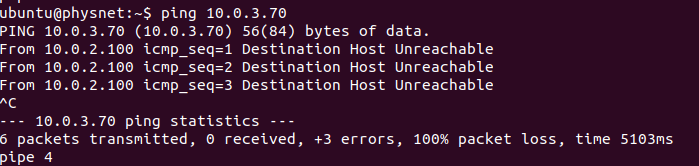 ubuntu@physnet:~$ ping 10.0.3.70
PING 10.0.3.70 (10.0.3.70) 56(84) bytes of data.
From 10.0.2.100 icmp_seq=1 Destination Host Unreachable
From 10.0.2.100 icmp_seq=2 Destination Host Unreachable
From 10.0.2.100 icmp_seq=3 Destination Host Unreachable
^C
--- 10.0.3.70 ping statistics ---
6 packets transmitted, 0 received, +3 errors, 100% packet loss, time 5103ms
pipe 4